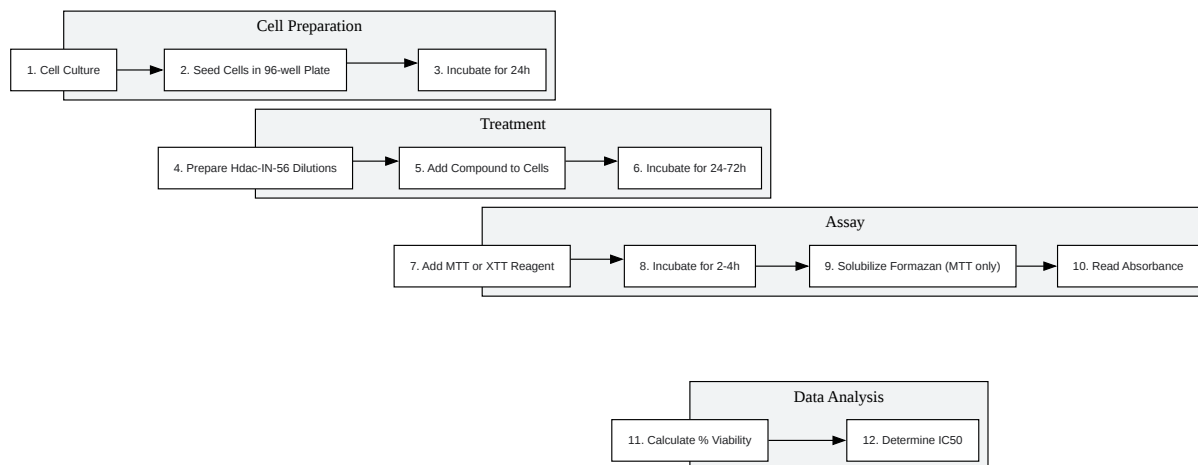 Cell Preparation
1. Cell Culture
2. Seed Cells in 96-well Plate
3. Incubate for 24h
Treatment
4. Prepare Hdac-IN-56 Dilutions
5. Add Compound to Cells
6. Incubate for 24-72h
Assay
7. Add MTT or XTT Reagent
8. Incubate for 2-4h
9. Solubilize Formazan (MTT only)
10. Read Absorbance
Data Analysis
11. Calculate % Viability
12. Determine IC50